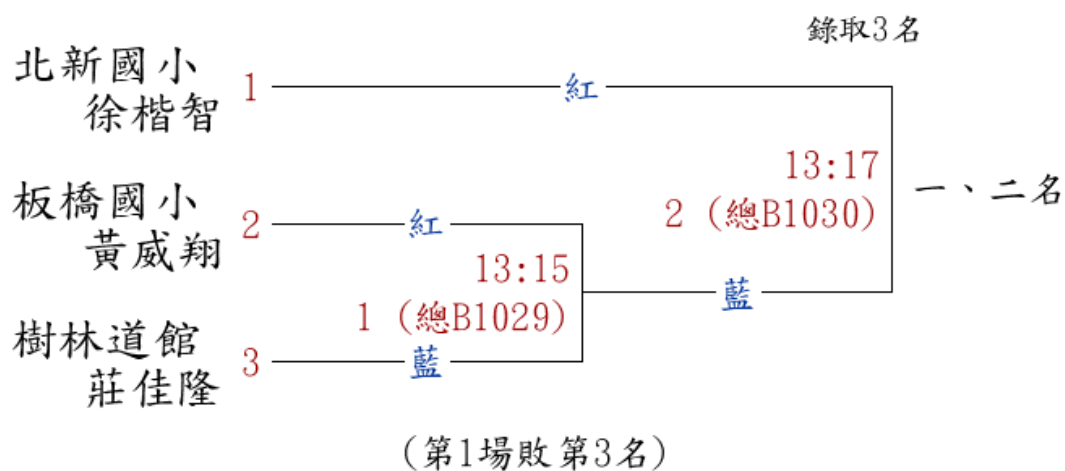 錄取3名
北新國小
徐楷智
1
紅
13:17
2 (總B1030)
一、二名
板橋國小
黃威翔
2
紅
13:15
1 (總B1029)
藍
樹林道館
莊佳隆
3
藍
(第1場敗第3名)